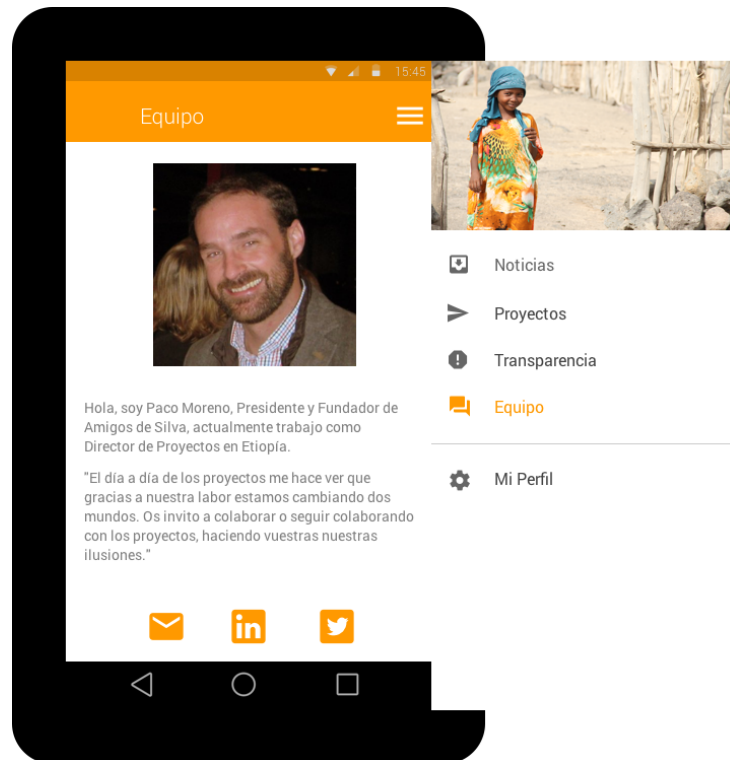 15:45
Equipo
Hola, soy Paco Moreno, Presidente y Fundador de
Amigos de Silva, actualmente trabajo como
Director de Proyectos en Etiopía.
"El día a día de los proyectos me hace ver que
gracias a nuestra labor estamos cambiando dos
mundos. Os invito a colaborar o seguir colaborando
con los proyectos, haciendo vuestras nuestras
ilusiones."
in
Noticias
Proyectos
Transparencia
Equipo
Mi Perfil